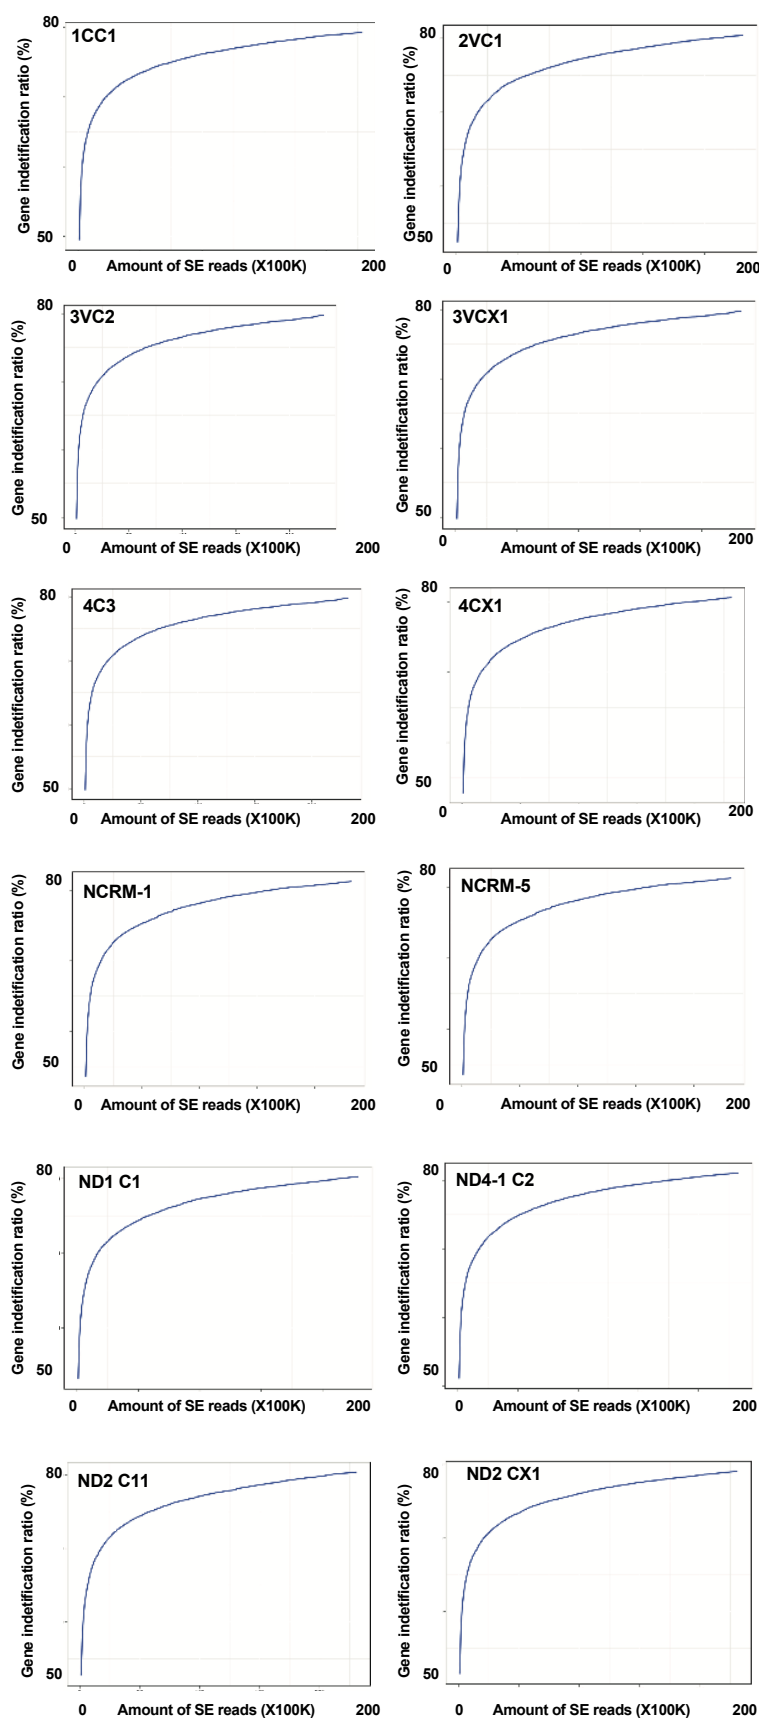 80
1CC1
Gene indetification ratio (%)
50
0
Amount of SE reads (X100K)
200
80
2VC1
Gene indetification ratio (%)
50
0
Amount of SE reads (X100K)
200
80
3VC2
Gene indetification ratio (%)
50
0
Amount of SE reads (X100K)
200
80
3VCX1
Gene indetification ratio (%)
50
0
Amount of SE reads (X100K)
200
80
4C3
Gene indetification ratio (%)
50
0
Amount of SE reads (X100K)
200
80
4CX1
Gene indetification ratio (%)
50
0
Amount of SE reads (X100K)
200
80
NCRM-1
Gene indetification ratio (%)
50
0
Amount of SE reads (X100K)
200
80
NCRM-5
Gene indetification ratio (%)
50
0
Amount of SE reads (X100K)
200
80
ND1 C1
Gene indetification ratio (%)
50
0
Amount of SE reads (X100K)
200
80
ND4-1 C2
Gene indetification ratio (%)
50
0
Amount of SE reads (X100K)
200
80
ND2 C11
Gene indetification ratio (%)
50
0
Amount of SE reads (X100K)
200
80
ND2 CX1
Gene indetification ratio (%)
50
0
Amount of SE reads (X100K)
200